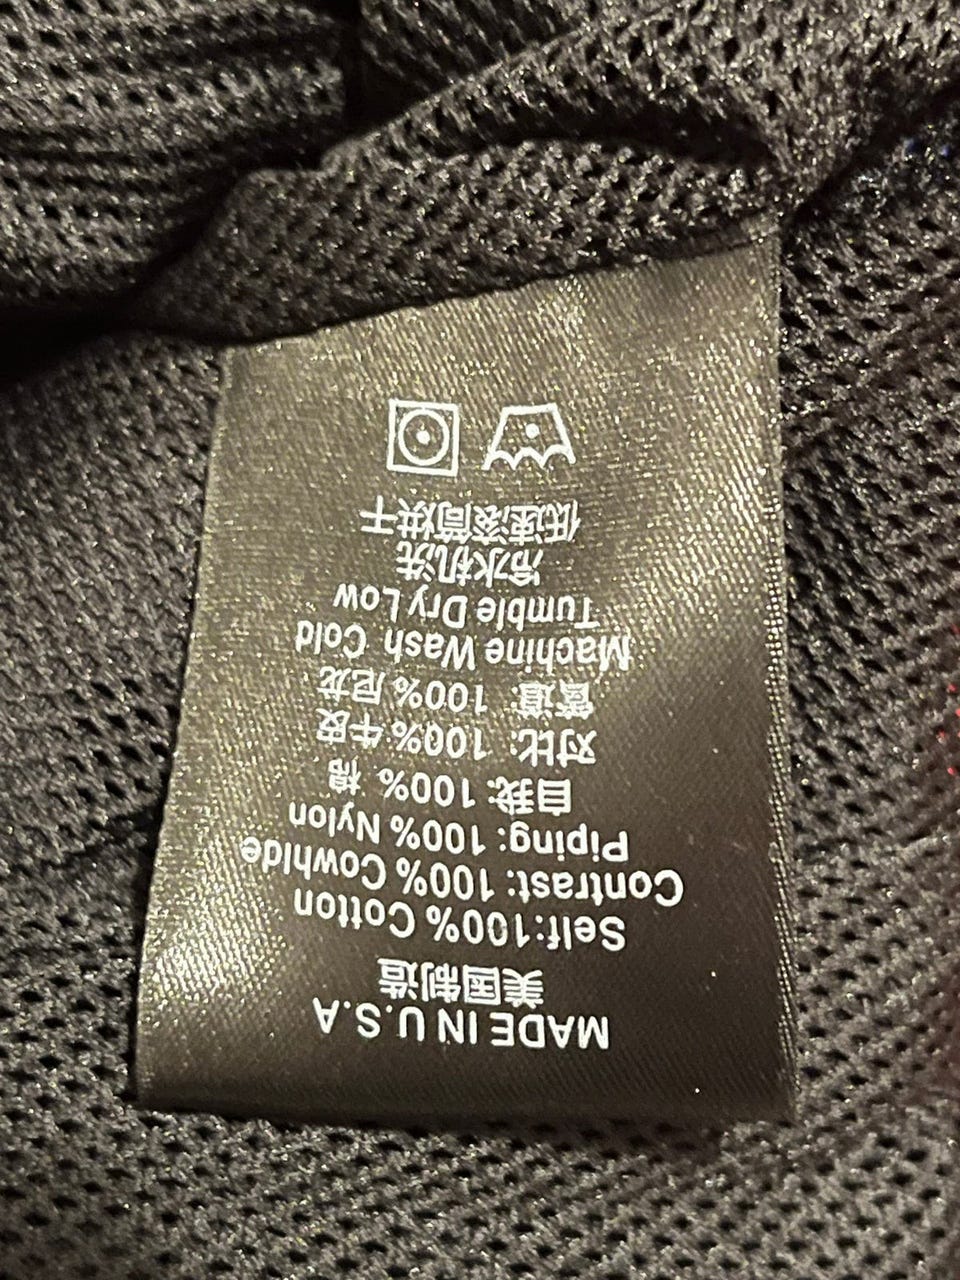 MADE IN U.S.A
美国制造
Self:100% Cotton
Contrast: 100% Cowhlde
Piping: 100% Nylon
自我: 100% 棉
对比: 100% 牛皮
管道: 100% 尼龙
Machine Wash Cold
Tumble Dry Low
冷水机洗
低速滚筒烘干